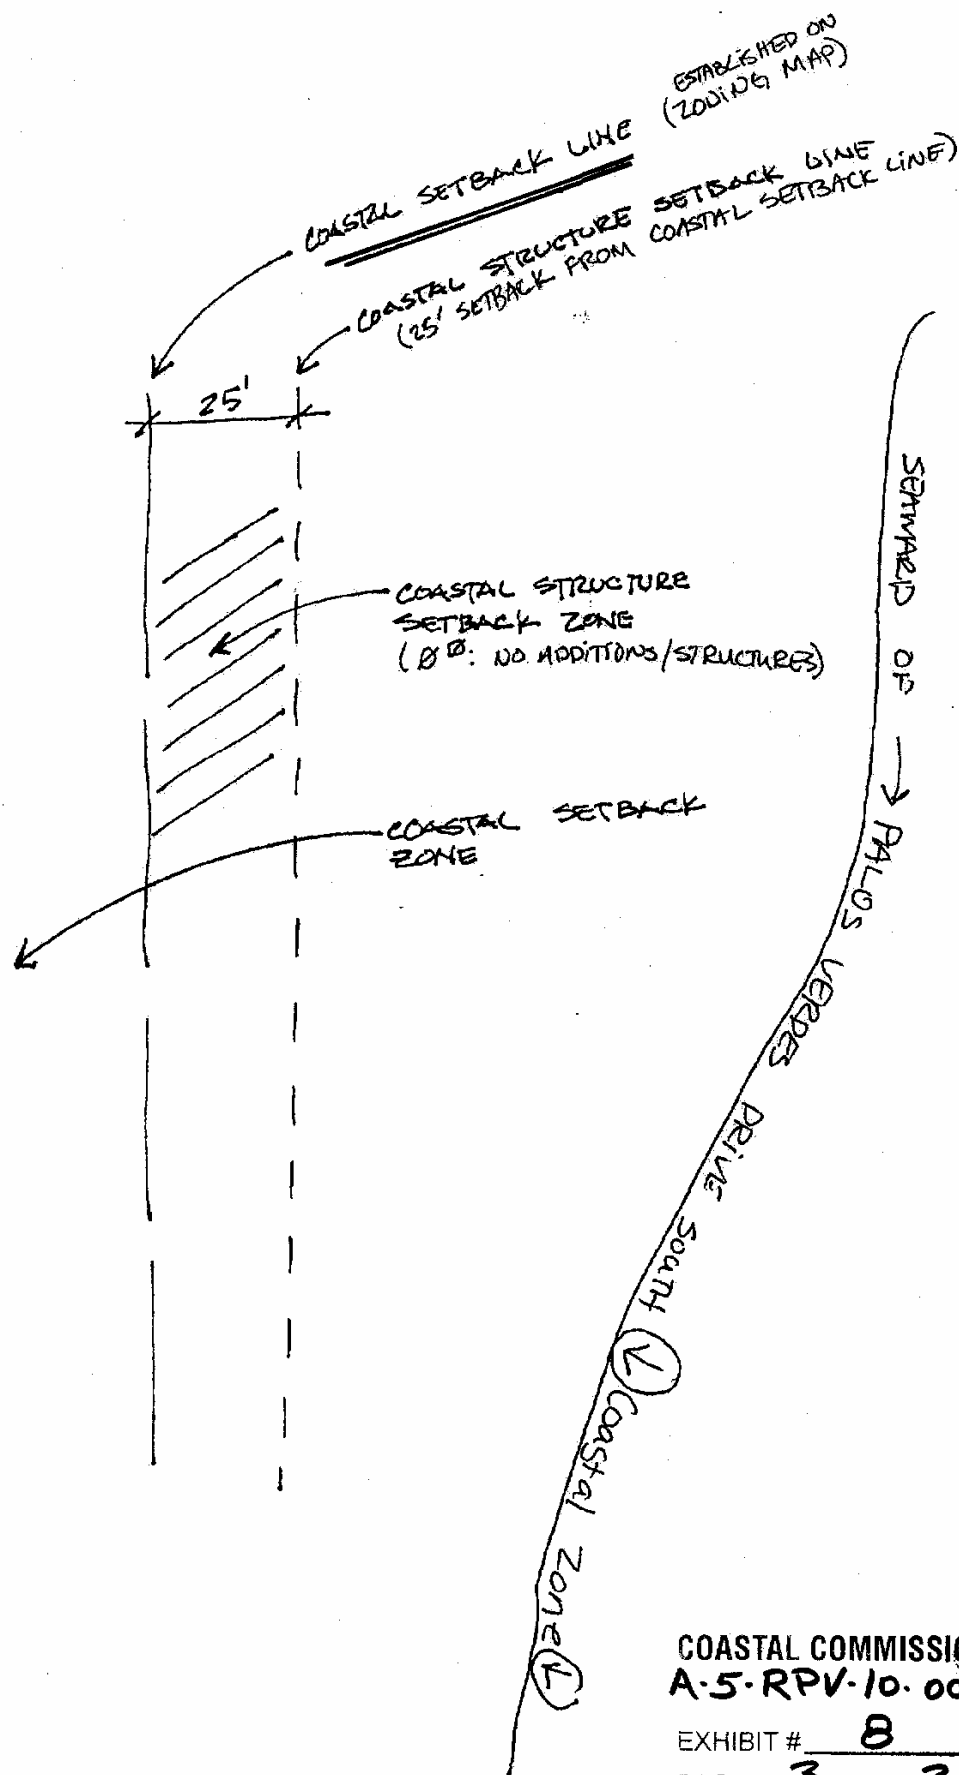 ESTABLISHED ON
(ZONING MAP)
COASTAL SETBACK LINE
COASTAL STRUCTURE SETBACK LINE
(25' SETBACK FROM COASTAL SETBACK LINE)
25'
COASTAL STRUCTURE
SETBACK ZONE
(Ø: NO ADDITIONS/STRUCTURES)
COASTAL SETBACK
ZONE
SEAWARD OF → PALOS VERDES DRIVE SOUTH ↓ Coastal Zone ↓
COASTAL COMMISSI
A-5-RPV-10-00
EXHIBIT # 8